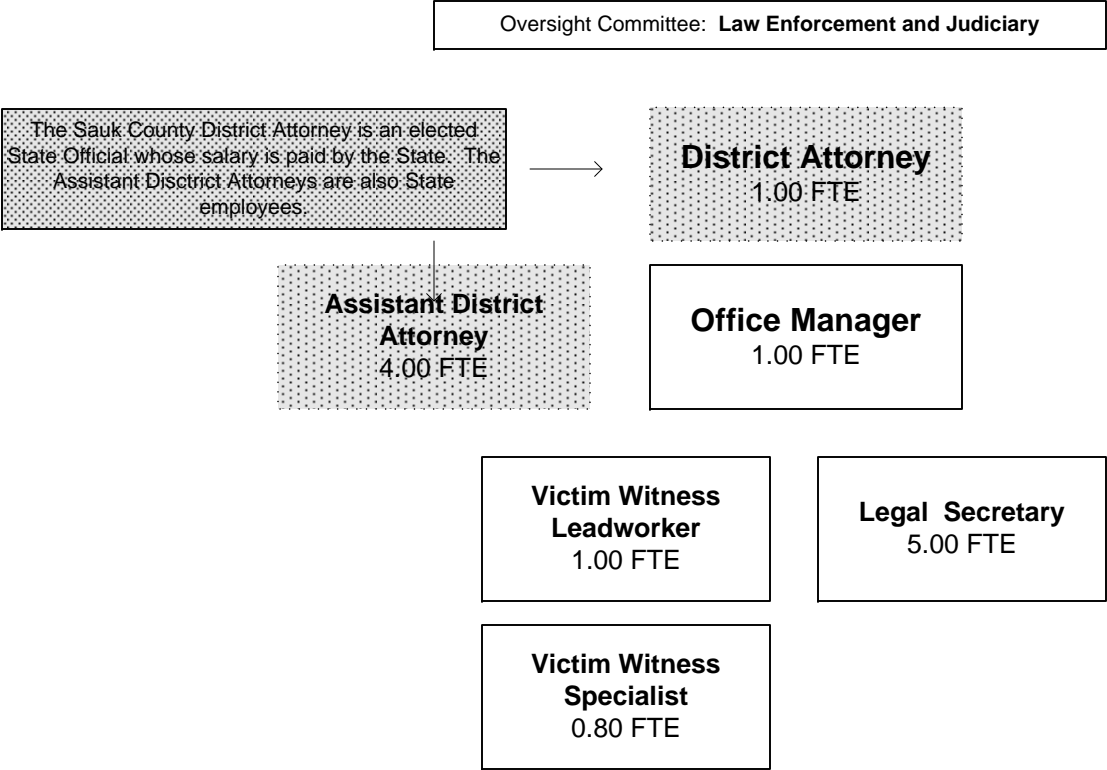 Oversight Committee:  Law Enforcement and Judiciary
The Sauk County District Attorney is an elected
State Official whose salary is paid by the State.  The
Assistant Disctrict Attorneys are also State
employees.
District Attorney
1.00 FTE
Assistant District
Attorney
4.00 FTE
Office Manager
1.00 FTE
Victim Witness
Leadworker
1.00 FTE
Legal  Secretary
5.00 FTE
Victim Witness
Specialist
0.80 FTE